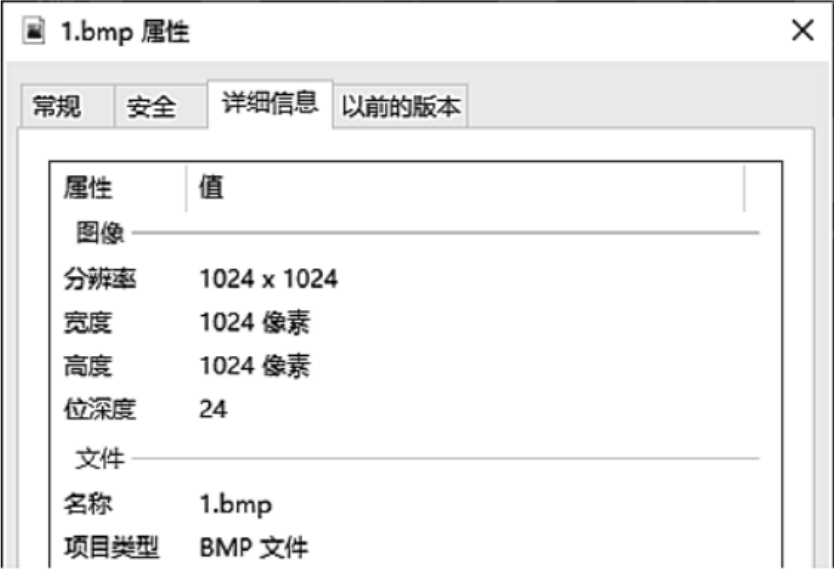 1.bmp 属性
常规 安全 详细信息 以前的版本
属性 值
图像
分辨率 1024 x 1024
宽度 1024 像素
高度 1024 像素
位深度 24
文件
名称 1.bmp
项目类型 BMP 文件